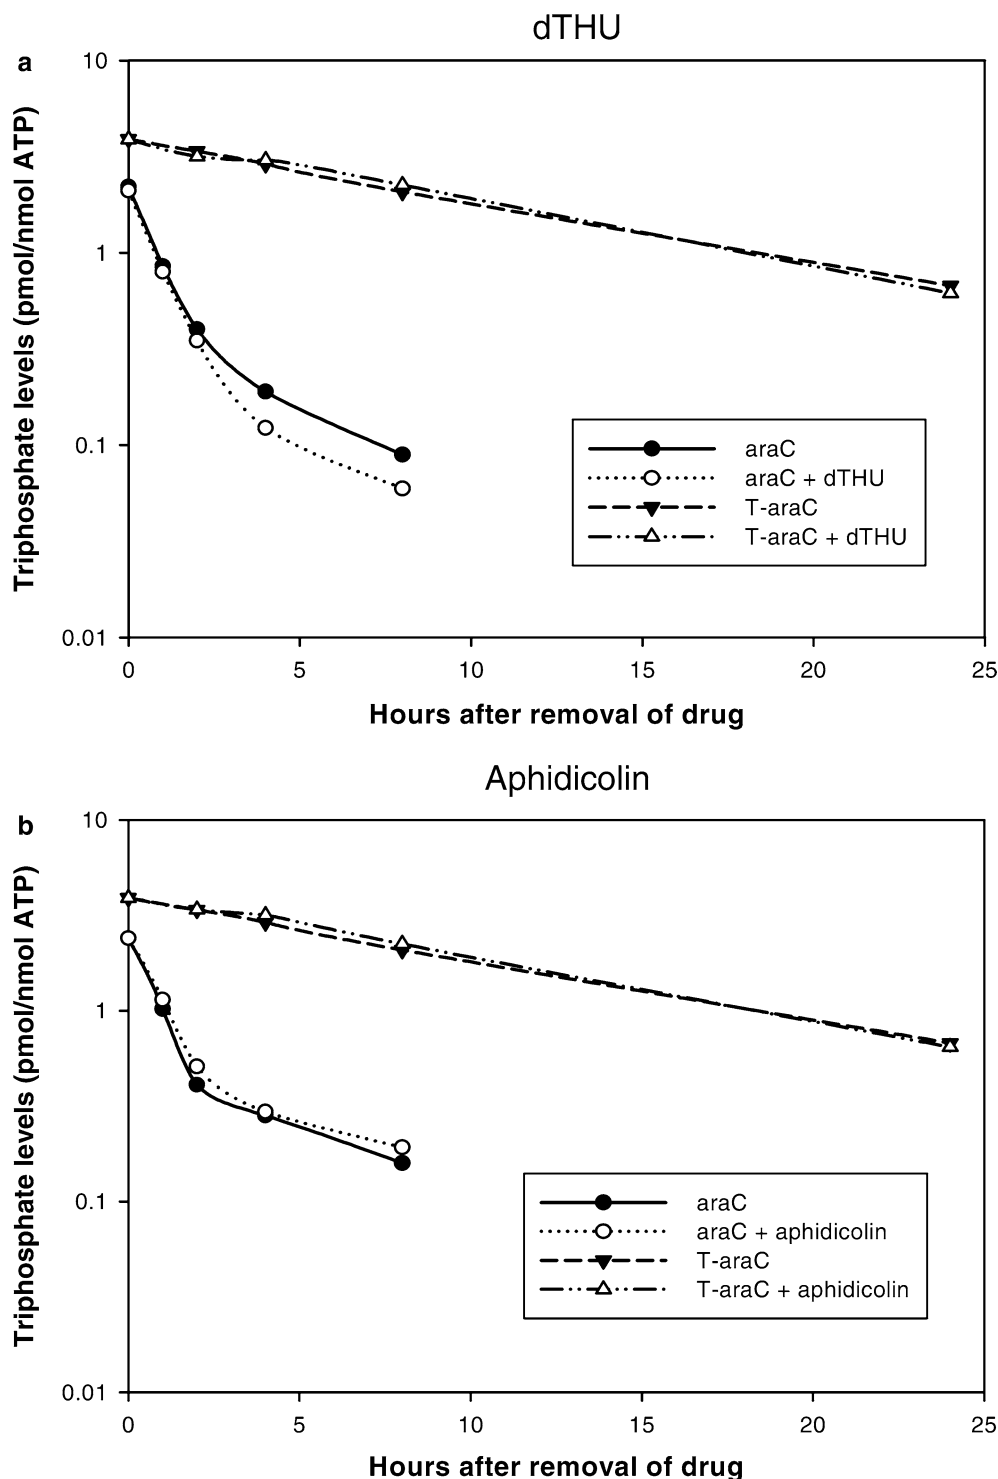 dTHU
a
10
1
0.1
0.01
Triphosphate levels (pmol/nmol ATP)
araC
araC + dTHU
T-araC
T-araC + dTHU
0 5 10 15 20 25
Hours after removal of drug
Aphidicolin
b
10
1
0.1
0.01
Triphosphate levels (pmol/nmol ATP)
araC
araC + aphidicolin
T-araC
T-araC + aphidicolin
0 5 10 15 20 25
Hours after removal of drug